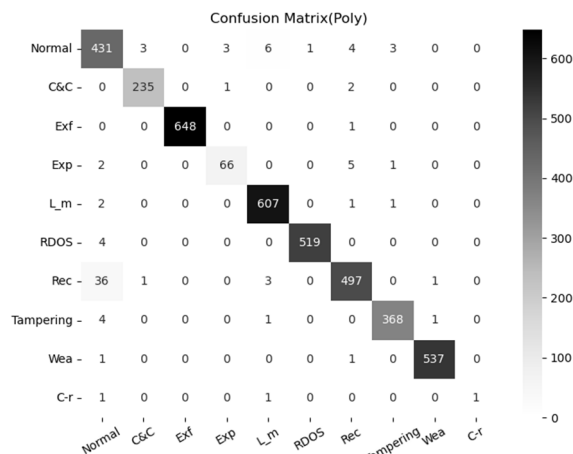 Confusion Matrix(Poly)
Normal 431 3 0 3 6 1 4 3 0 0
C&C 0 235 0 1 0 0 2 0 0 0
Exf 0 0 648 0 0 0 1 0 0 0
Exp 2 0 0 66 0 0 5 1 0 0
L_m 2 0 0 0 607 0 1 1 0 0
RDOS 4 0 0 0 0 519 0 0 0 0
Rec 36 1 0 0 3 0 497 0 1 0
Tampering 4 0 0 0 1 0 0 368 1 0
Wea 1 0 0 0 0 0 1 0 537 0
C-r 1 0 0 0 1 0 0 0 0 1
Normal C&C Exf Exp L_m RDOS Rec ampering Wea C-r
600
500
400
300
200
100
0